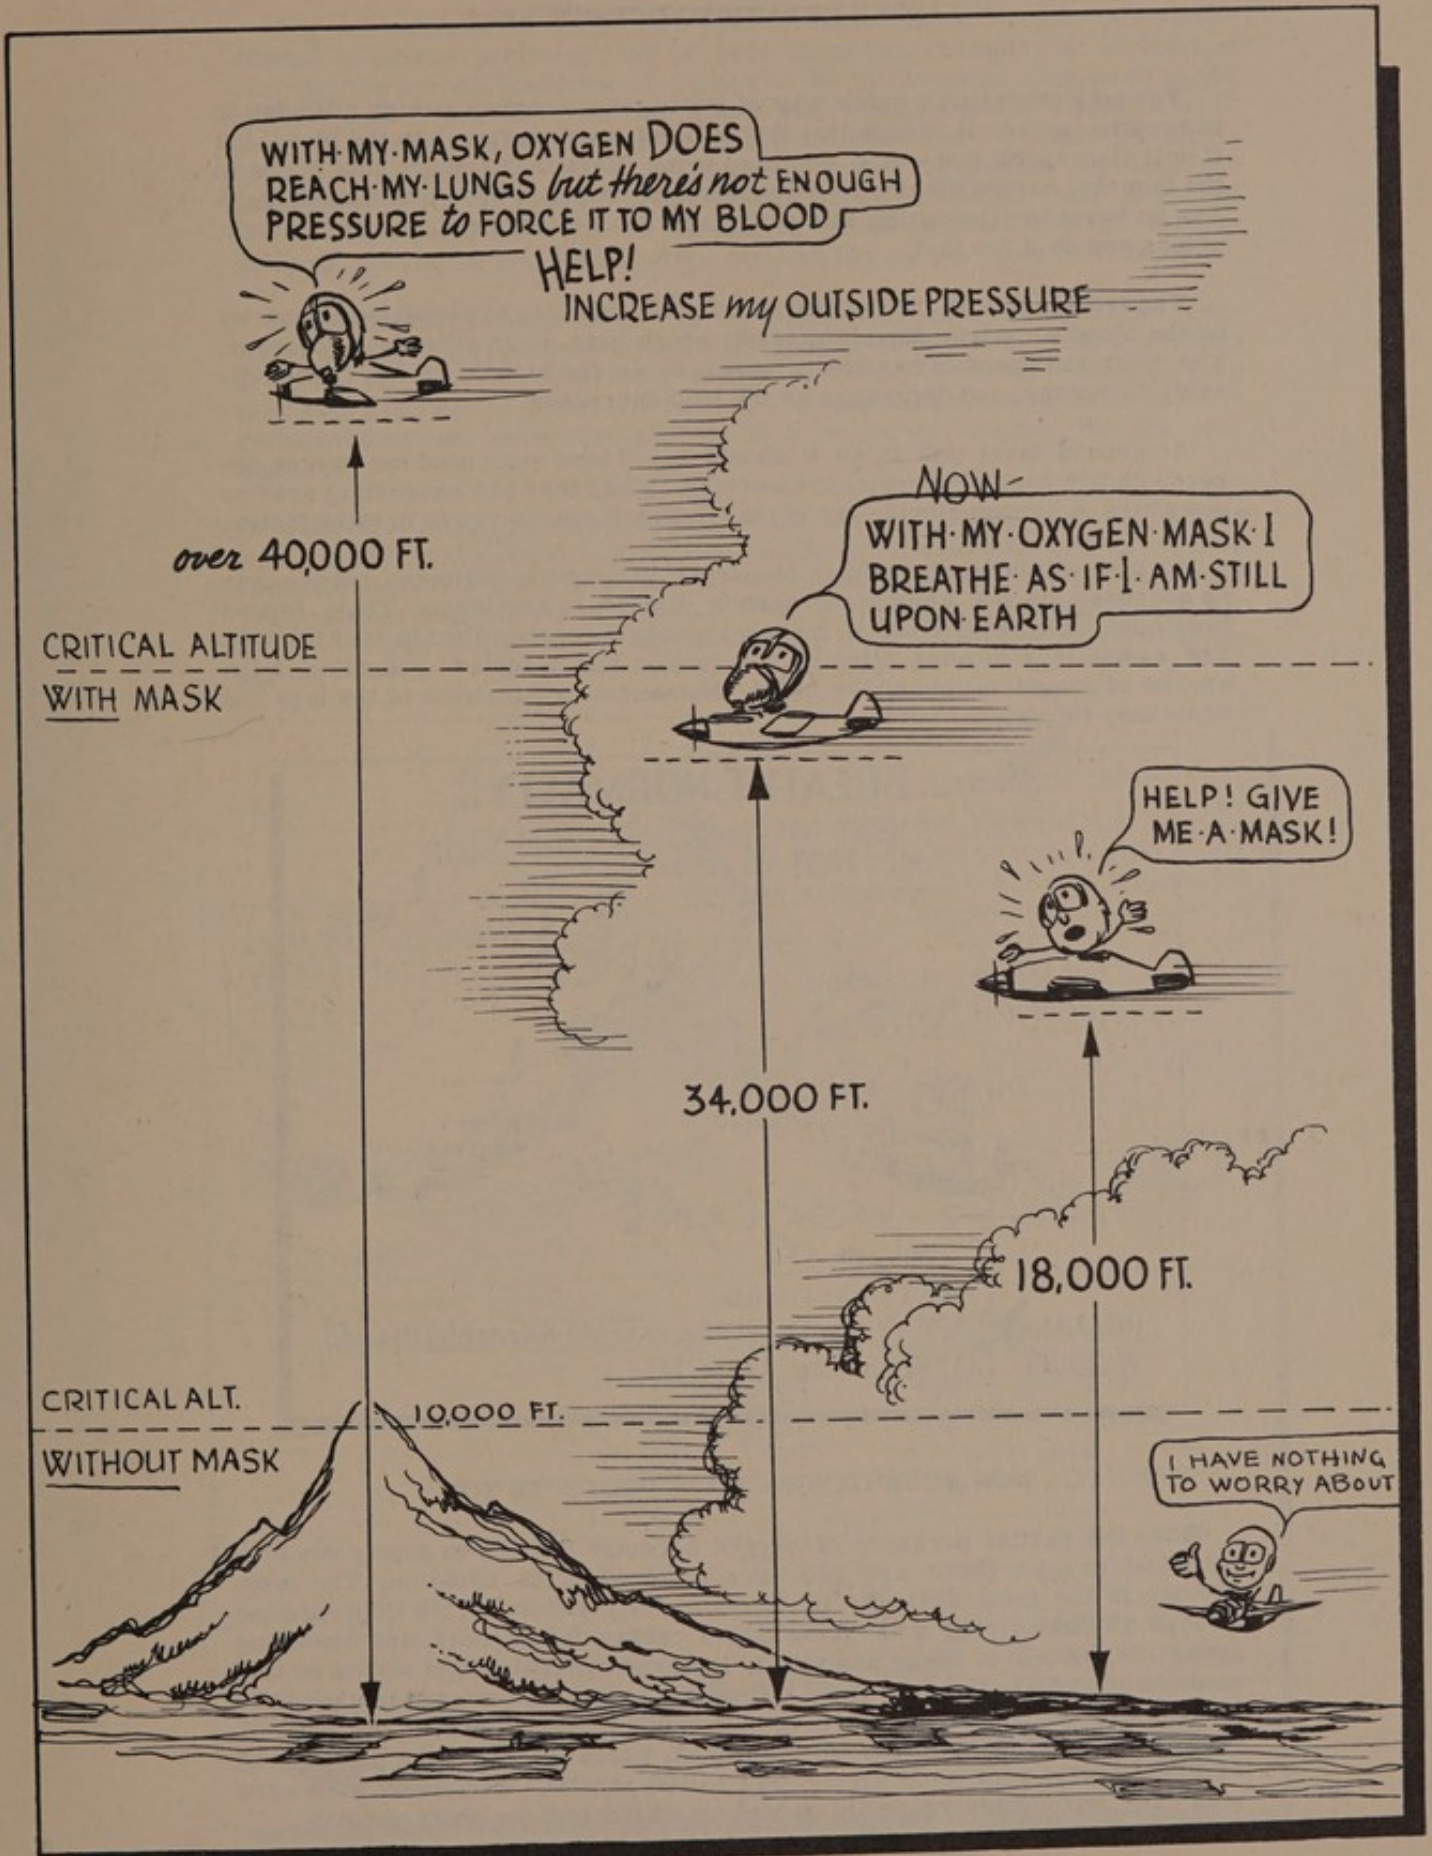 WITH·MY·MASK, OXYGEN DOES
REACH·MY·LUNGS but there's not ENOUGH
PRESSURE to FORCE IT TO MY BLOOD
HELP!
INCREASE my OUTSIDE PRESSURE
over 40,000 FT.
NOW-
WITH·MY·OXYGEN·MASK·I
BREATHE·AS·IF·I·AM·STILL
UPON·EARTH
CRITICAL ALTITUDE
WITH MASK
HELP! GIVE
ME·A·MASK!
34,000 FT.
18,000 FT.
CRITICAL ALT.
10,000 FT.
WITHOUT MASK
I HAVE NOTHING
TO WORRY ABOUT